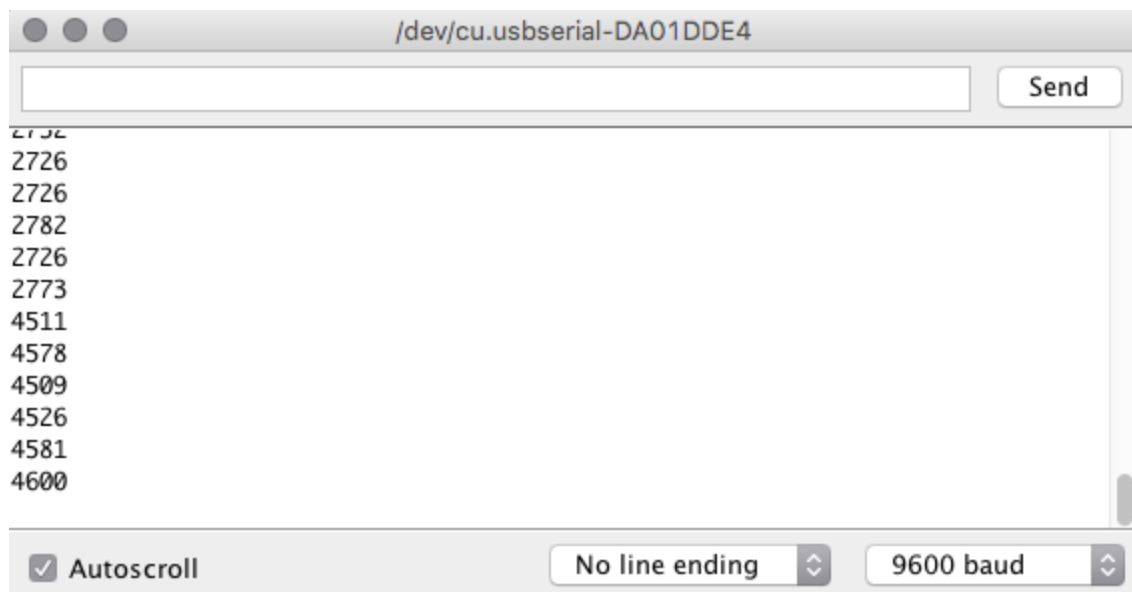 /dev/cu.usbserial-DA01DDE4
Send
2726
2726
2782
2726
2773
4511
4578
4509
4526
4581
4600
Autoscroll
No line ending
9600 baud